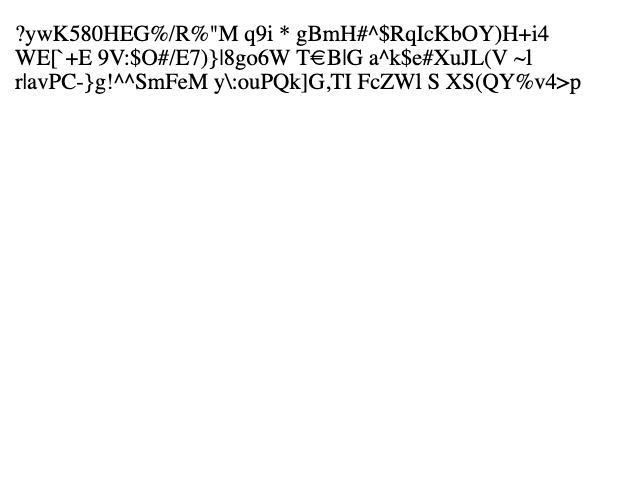 ?ywK580HEG%/R%"M q9i * gBmH#^$RqIcKbOY)H+i4
WE[`+E 9V:$O#/E7)}|8go6W T€B|G a^k$e#XuJL(V ~l
r|avPC-}g!^^SmFeM y\:ouPQk]G,TI FcZWl S XS(QY%v4>p